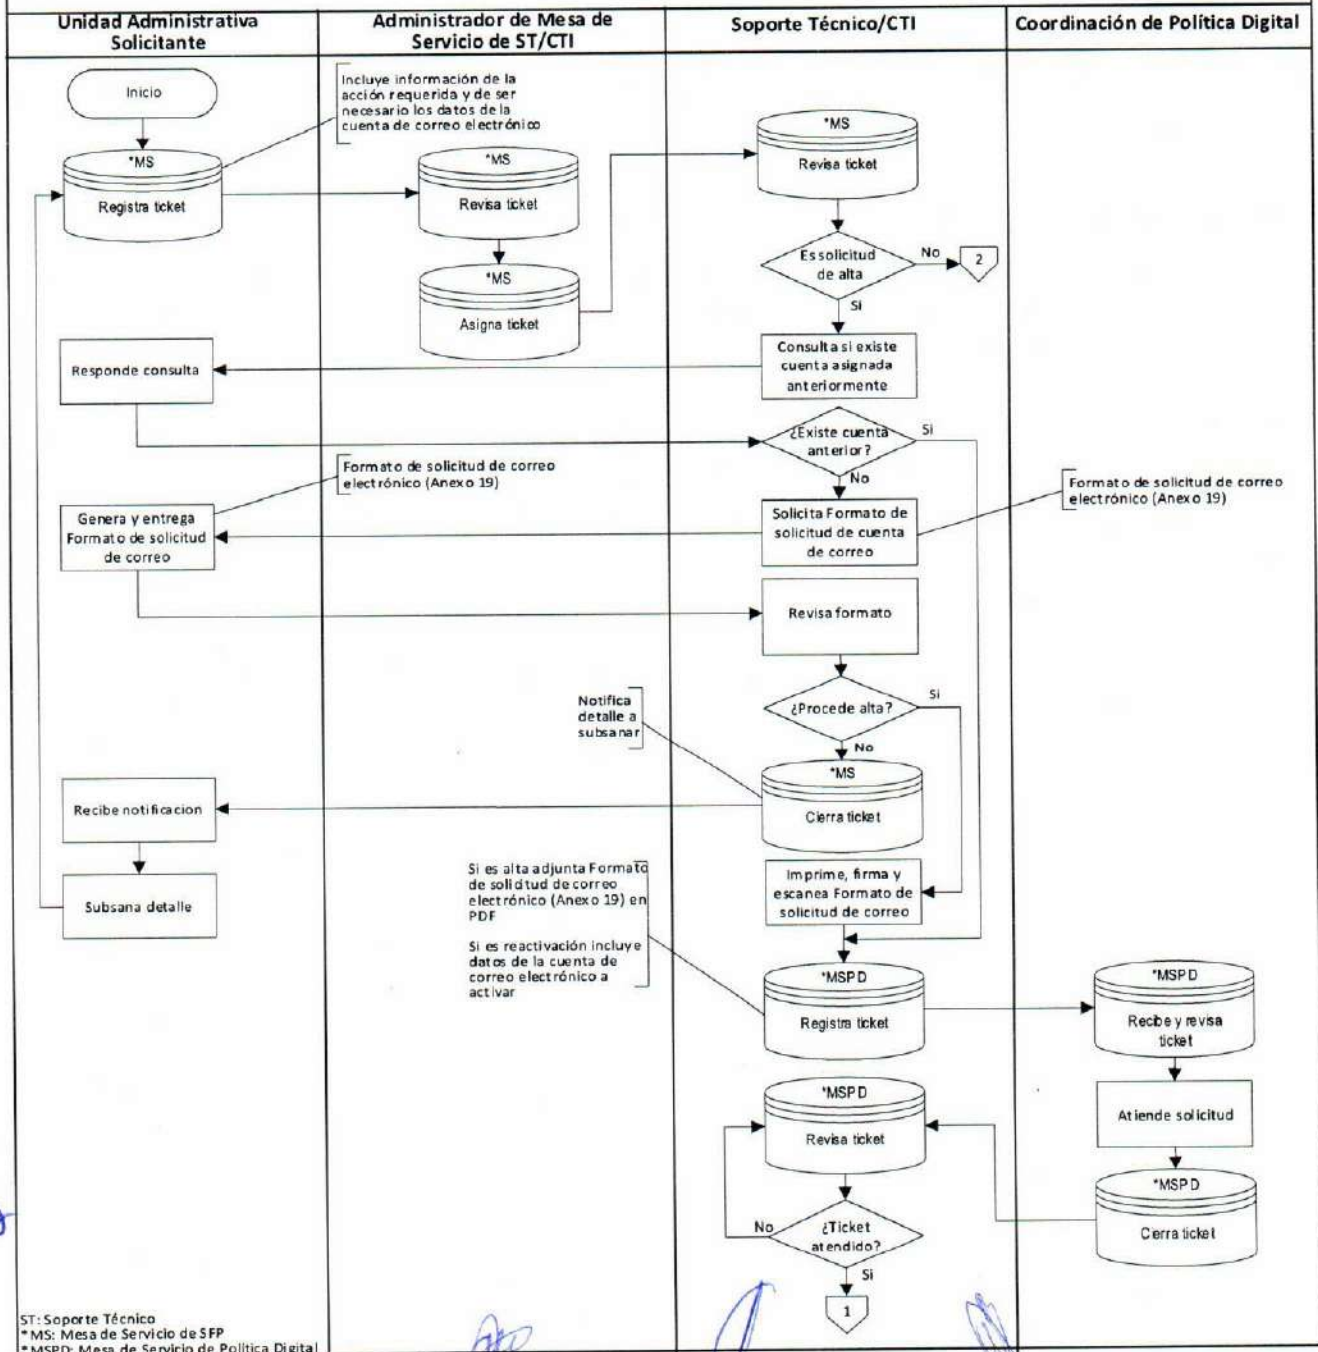 Unidad Administrativa
Solicitante
Administrador de Mesa de
Servicio de ST/CTI
Soporte Técnico/CTI
Coordinación de Política Digital
Inicio
Incluye información de la
acción requerida y de ser
necesario los datos de la
cuenta de correo electrónico
*MS
Registra ticket
*MS
Revisa ticket
*MS
Asigna ticket
*MS
Revisa ticket
Es solicitud
de alta
No
2
Si
Consulta si existe
cuenta asignada
anteriormente
Responde consulta
¿Existe cuenta
anterior?
Si
No
Formato de solicitud de correo
electrónico (Anexo 19)
Formato de solicitud de correo
electrónico (Anexo 19)
Genera y entrega
Formato de solicitud
de correo
Solicita Formato de
solicitud de cuenta
de correo
Revisa formato
¿Procede alta?
Si
No
Notifica
detalle a
subsanar
*MS
Cierra ticket
Recibe notificacion
Subsana detalle
Imprime, firma y
escanea Formato de
solicitud de correo
Si es alta adjunta Formato
de solicitud de correo
electrónico (Anexo 19) en
PDF
Si es reactivación incluye
datos de la cuenta de
correo electrónico a
activar
*MSPD
Registra ticket
*MSPD
Recibe y revisa
ticket
*MSPD
Revisa ticket
Atiende solicitud
*MSPD
Cierra ticket
¿Ticket
atendido?
No
Si
1
ST: Soporte Técnico
*MS: Mesa de Servicio de SFP
*MSPD: Mesa de Servicio de Política Digital